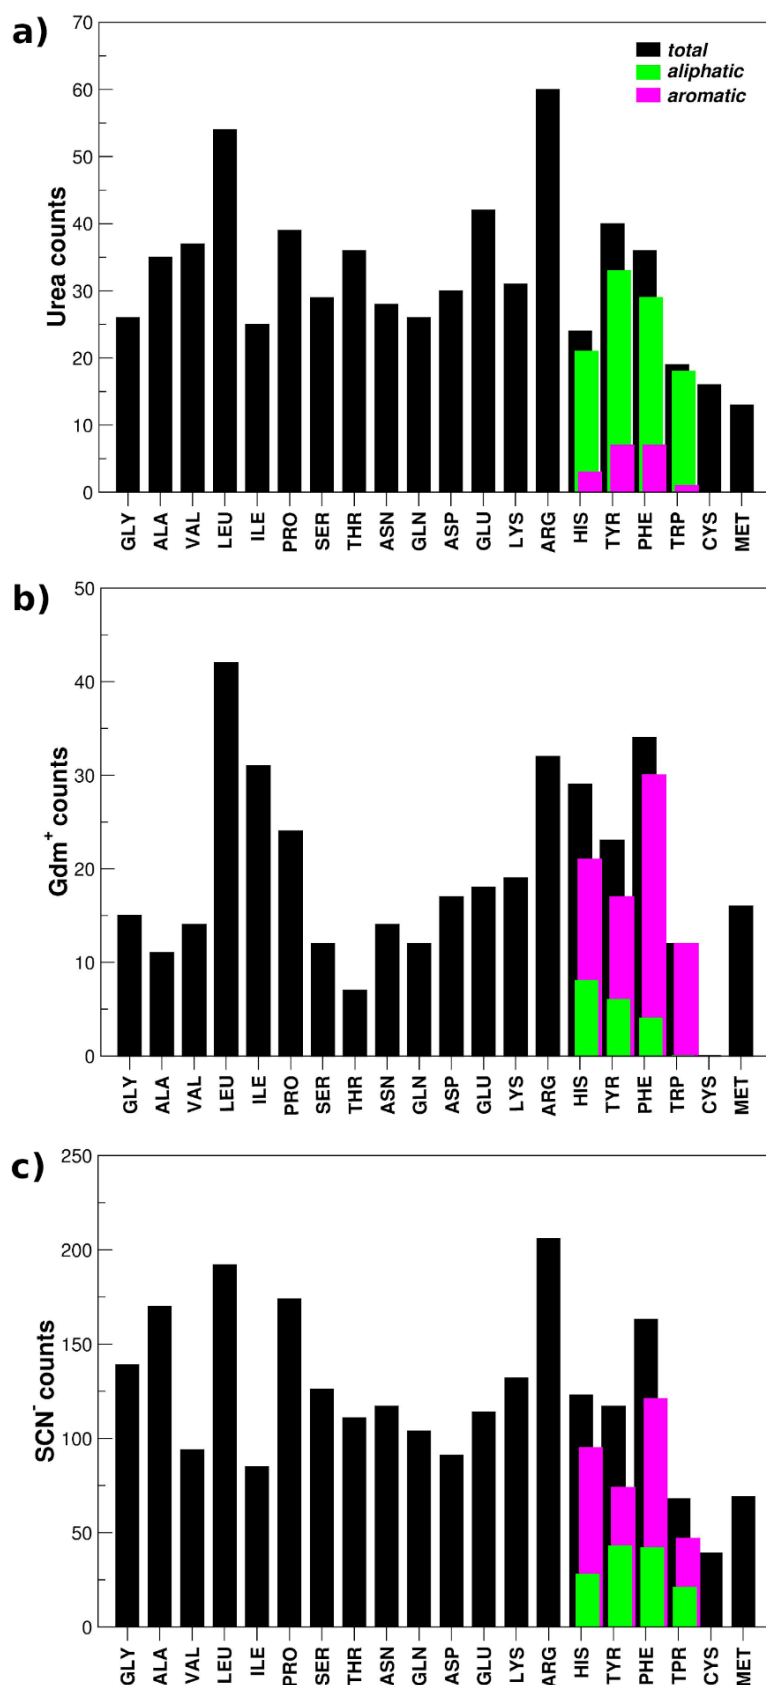 a)
Urea counts
70
60
50
40
30
20
10
0
total
aliphatic
aromatic
GLY ALA VAL LEU ILE PRO SER THR ASN GLN ASP GLU LYS ARG HIS TYR PHE TRP CYS MET
b)
Gdm⁺ counts
50
40
30
20
10
0
GLY ALA VAL LEU ILE PRO SER THR ASN GLN ASP GLU LYS ARG HIS TYR PHE TRP CYS MET
c)
SCN⁻ counts
250
200
150
100
50
0
GLY ALA VAL LEU ILE PRO SER THR ASN GLN ASP GLU LYS ARG HIS TYR PHE TPR CYS MET